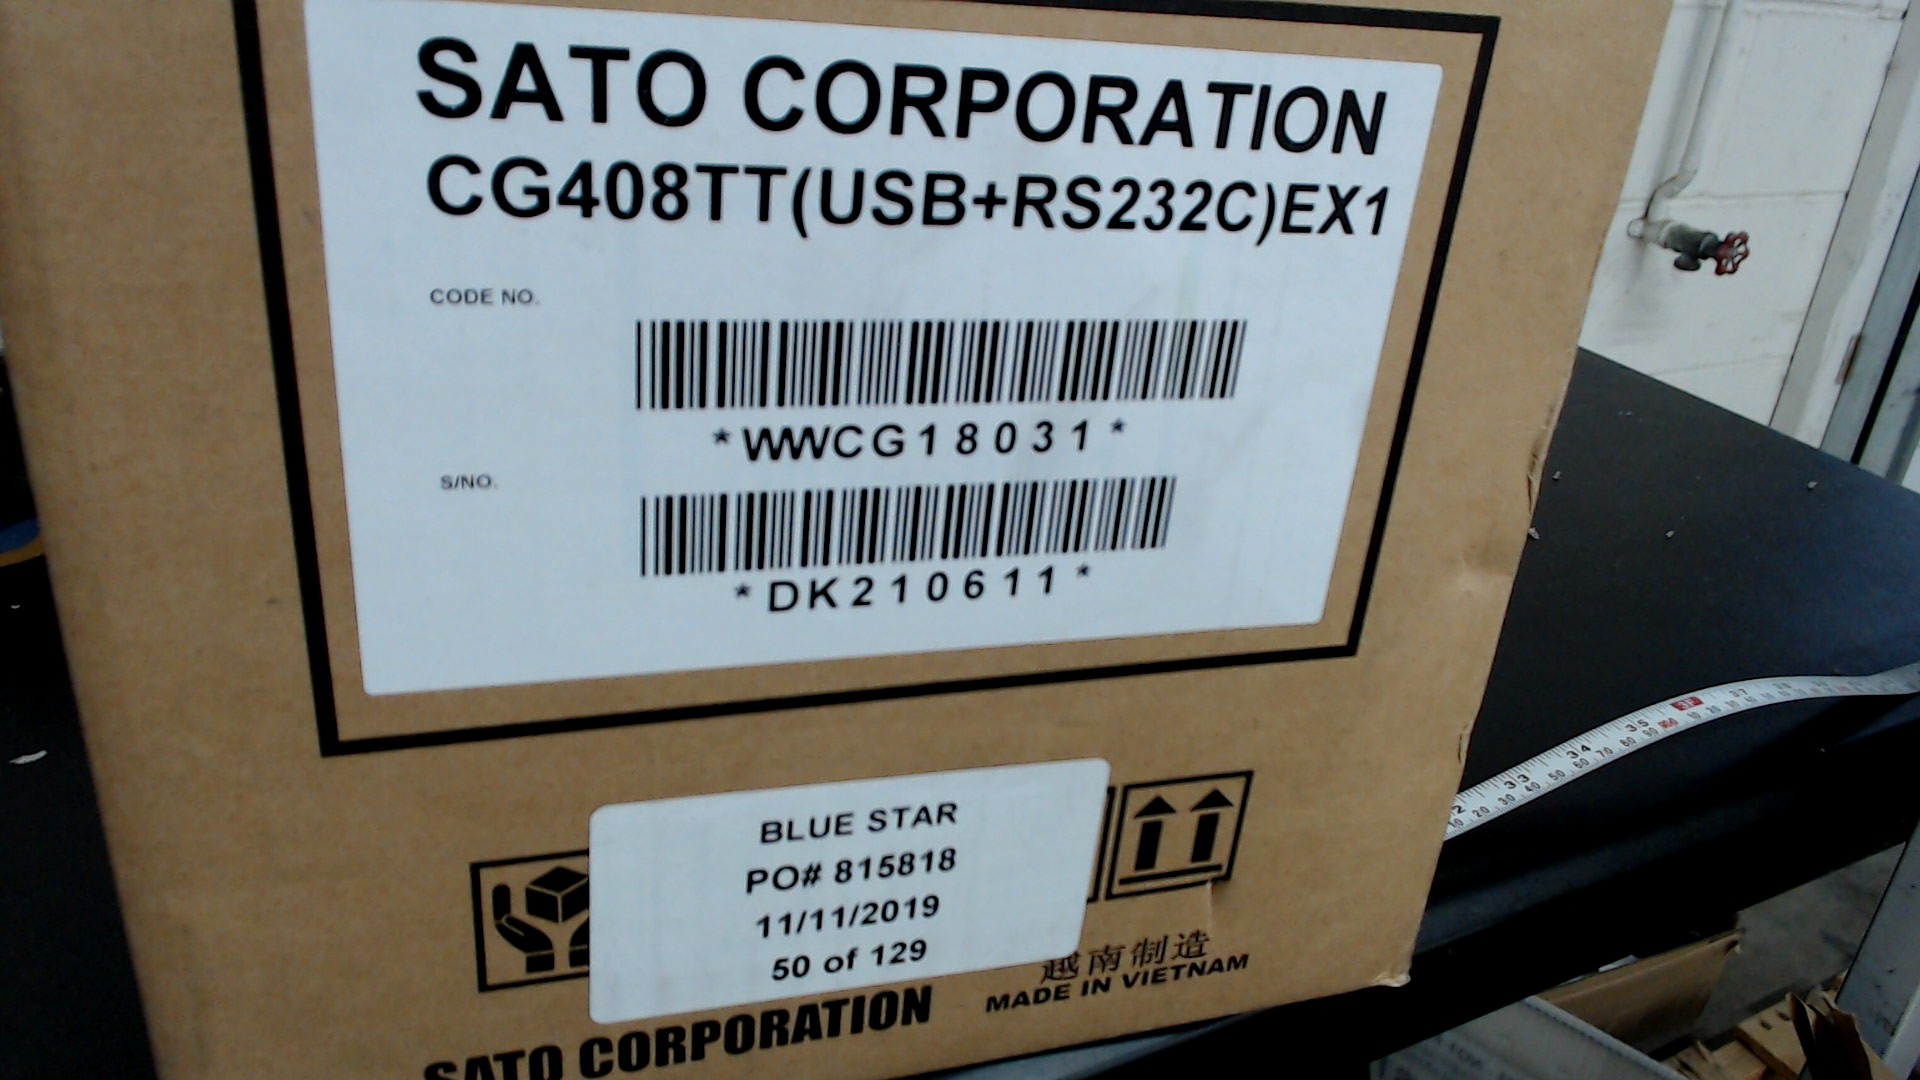 SATO CORPORATION
CG408TT(USB+RS232C)EX1
CODE NO.
*WWCG18031*
S/NO.
*DK210611*
BLUE STAR
PO# 815818
11/11/2019
50 of 129
越南制造
MADE IN VIETNAM
SATO CORPORATION